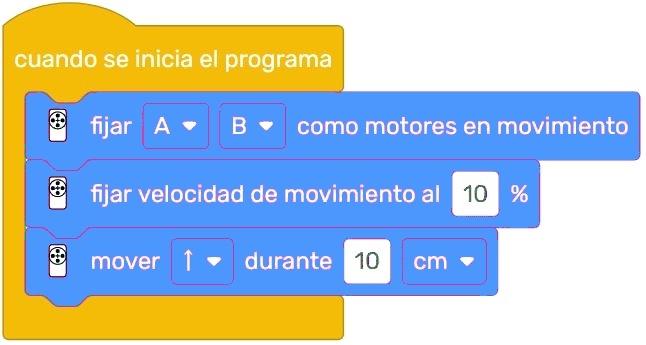 cuando se inicia el programa
fijar A B como motores en movimiento
fijar velocidad de movimiento al 10 %
mover ↑ durante 10 cm